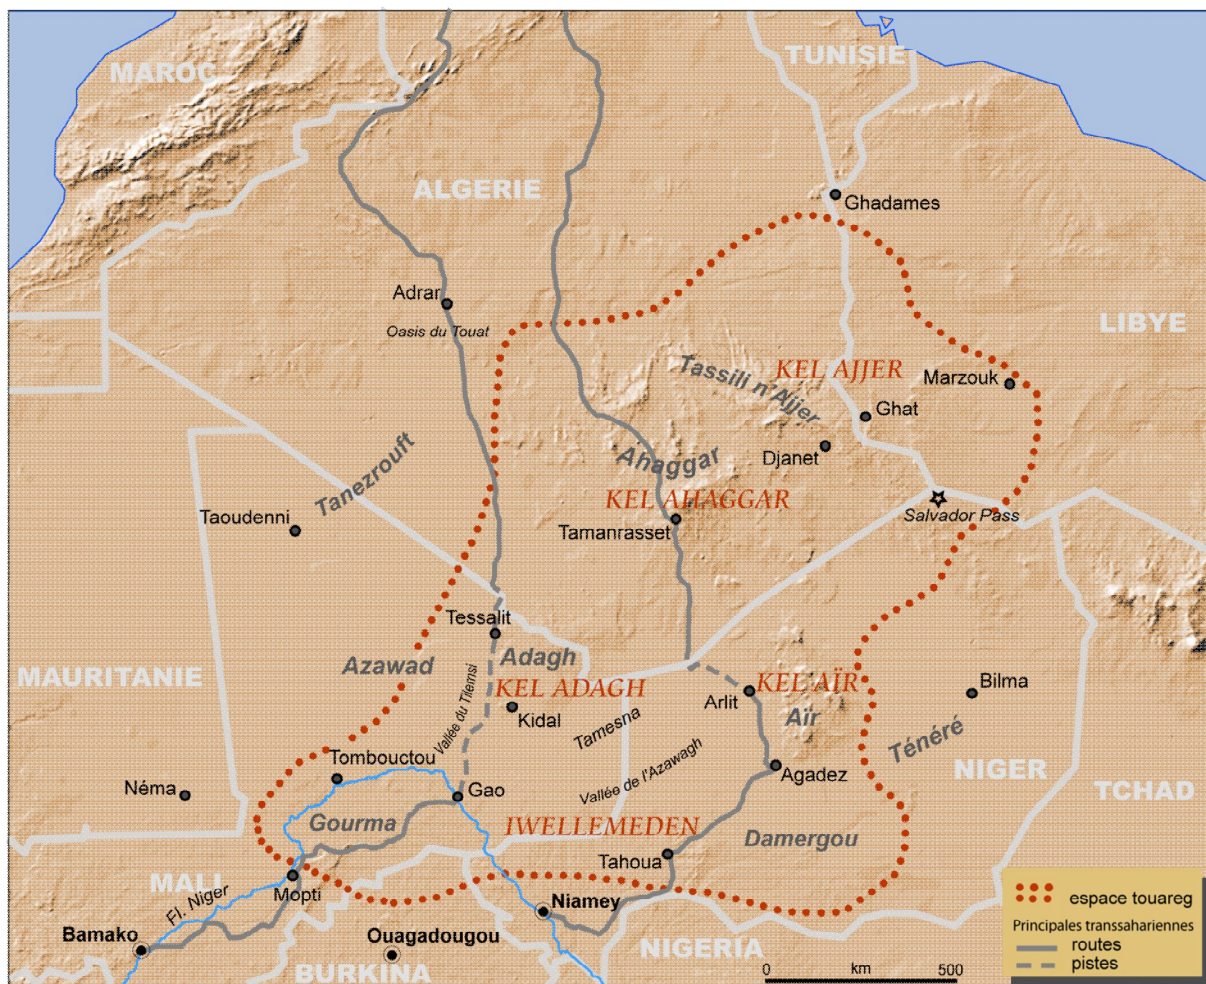 TUNISIE
MAROC
ALGERIE
Ghadames
Adrar
Oasis du Touat
LIBYE
KEL AJJER
Marzouk
Tassili n'Ajjer
Ghat
Djanet
Ahaggar
Tanezrouft
KEL AHAGGAR
Taoudenni
Tamanrasset
Salvador Pass
Tessalit
Azawad
Adagh
MAURITANIE
KEL ADAGH
KEL AÏR
Bilma
Arlit
Aïr
Kidal
Vallée du Tilemsi
Tamesna
Ténéré
Tombouctou
Vallée de l'Azawagh
Agadez
NIGER
Néma
Gao
TCHAD
Gourma
IWELLEMEDEN
Damergou
Tahoua
MALI
Mopti
Fl. Niger
Niamey
Bamako
Ouagadougou
NIGERIA
BURKINA
espace touareg
Principales transsahariennes
routes
pistes
0 km 500